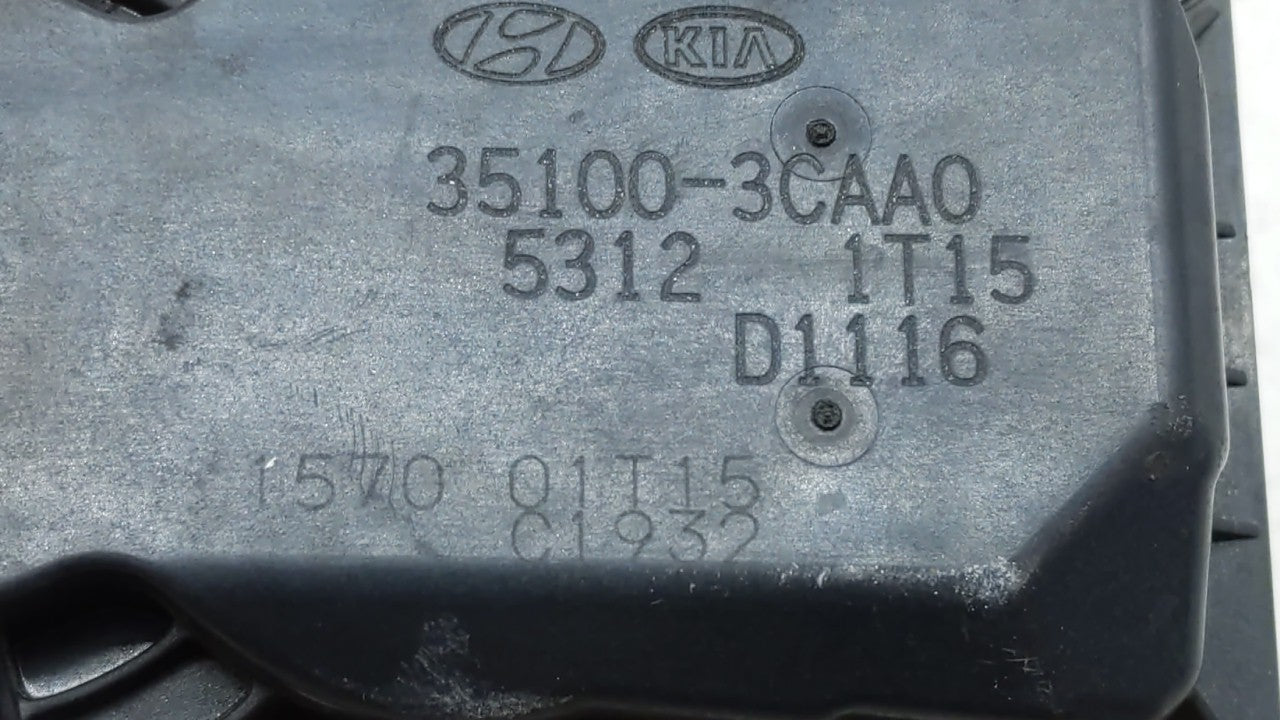 KIA
35100-3CAA0
5312 1T15
D1116
1570 01T15
C1932